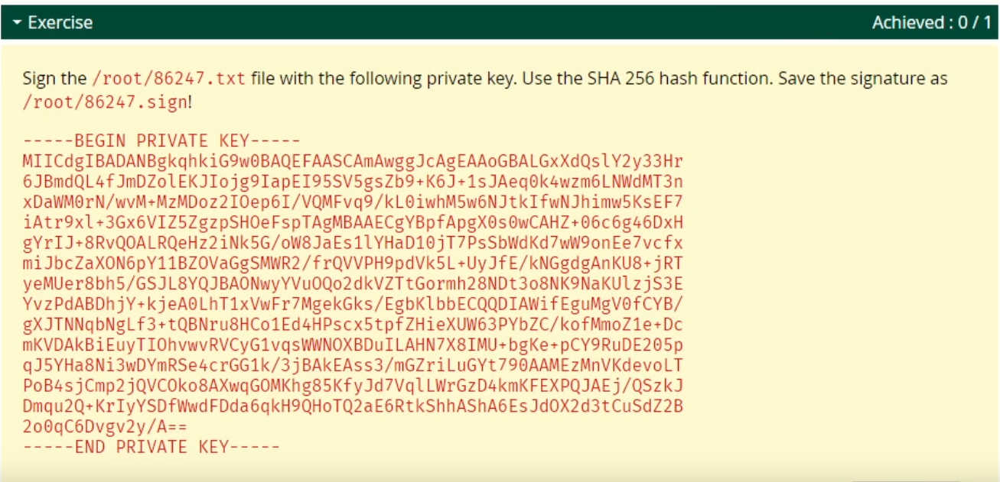 Exercise
Achieved : 0 / 1
Sign the /root/86247.txt file with the following private key. Use the SHA 256 hash function. Save the signature as
/root/86247.sign!
-----BEGIN PRIVATE KEY-----
MIICdgIBADANBgkqhkiG9w0BAQEFAASCAmAwggJcAgEAAoGBALGxXdQslY2y33Hr
6JBmdQL4fJmDZolEKJIojg9IapEI95SV5gsZb9+K6J+1sJAeq0k4wzm6LNWdMT3n
xDaWM0rN/wvM+MzMDoz2IOep6I/VQMFvq9/kL0iwhM5w6NJtkIfwNJhimw5KsEF7
iAtr9xl+3Gx6VIZ5ZgzpSHOeFspTAgMBAAECgYBpfApgX0s0wCAHZ+06c6g46DxH
gYrIJ+8RvQOALRQeHz2iNk5G/oW8JaEs1lYHaD10jT7PsSbWdKd7wW9onEe7vcfx
miJbcZaXON6pY11BZOVaGgSMWR2/frQVVPH9pdVk5L+UyJfE/kNGgdgAnKU8+jRT
yeMUer8bh5/GSJL8YQJBAONwyYVuOQo2dkVZTtGormh28NDt3o8NK9NaKUlzjS3E
YvzPdABDhjY+kjeA0LhT1xVwFr7MgekGks/EgbKlbbECQQDIAWifEguMgV0fCYB/
gXJTNNqbNgLf3+tQBNru8HCo1Ed4HPscx5tpfZHieXUW63PYbZC/kofMmoZ1e+Dc
mKVDAkBiEuyTIOhvwvRVCyG1vqsWWNOXBDuILAHN7X8IMU+bgKe+pCY9RuDE205p
qJ5YHa8Ni3wDYmRSe4crGG1k/3jBAkEAss3/mGZriLuGYt790AAMEzMnVKdevoLT
PoB4sjCmp2jQVCOko8AXwqGOMKhg85KfyJd7VqlLWrGzD4kmKFEXPQJAEj/QSzkJ
Dmqu2Q+KrIyYSDfWwdFDda6qkH9QHoTQ2aE6RtkShhAShA6EsJdOX2d3tCuSdZ2B
2o0qC6Dvgv2y/A==
-----END PRIVATE KEY-----